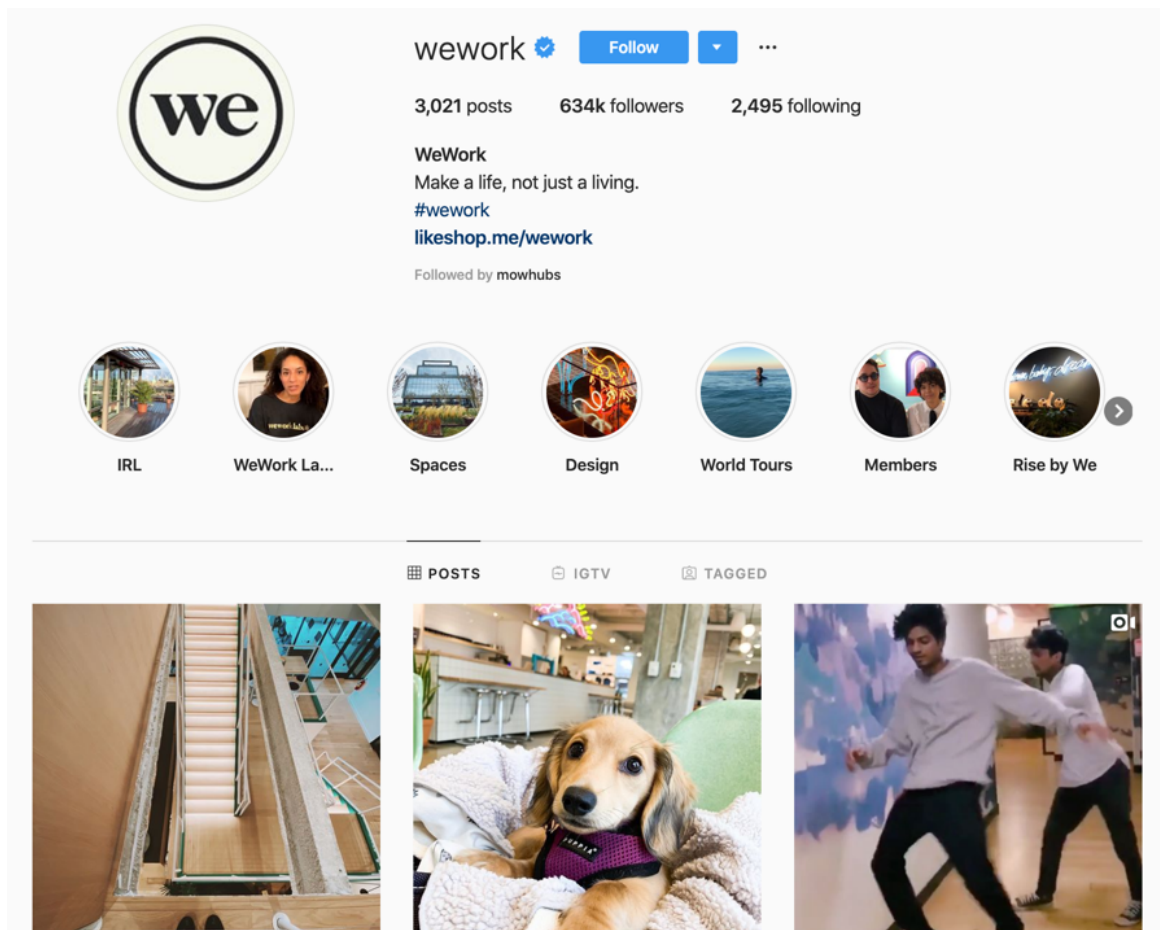 we
wework Follow
3,021 posts 634k followers 2,495 following
WeWork
Make a life, not just a living.
#wework
likeshop.me/wework
Followed by mowhubs
IRL WeWork La... Spaces Design World Tours Members Rise by We
POSTS IGTV TAGGED